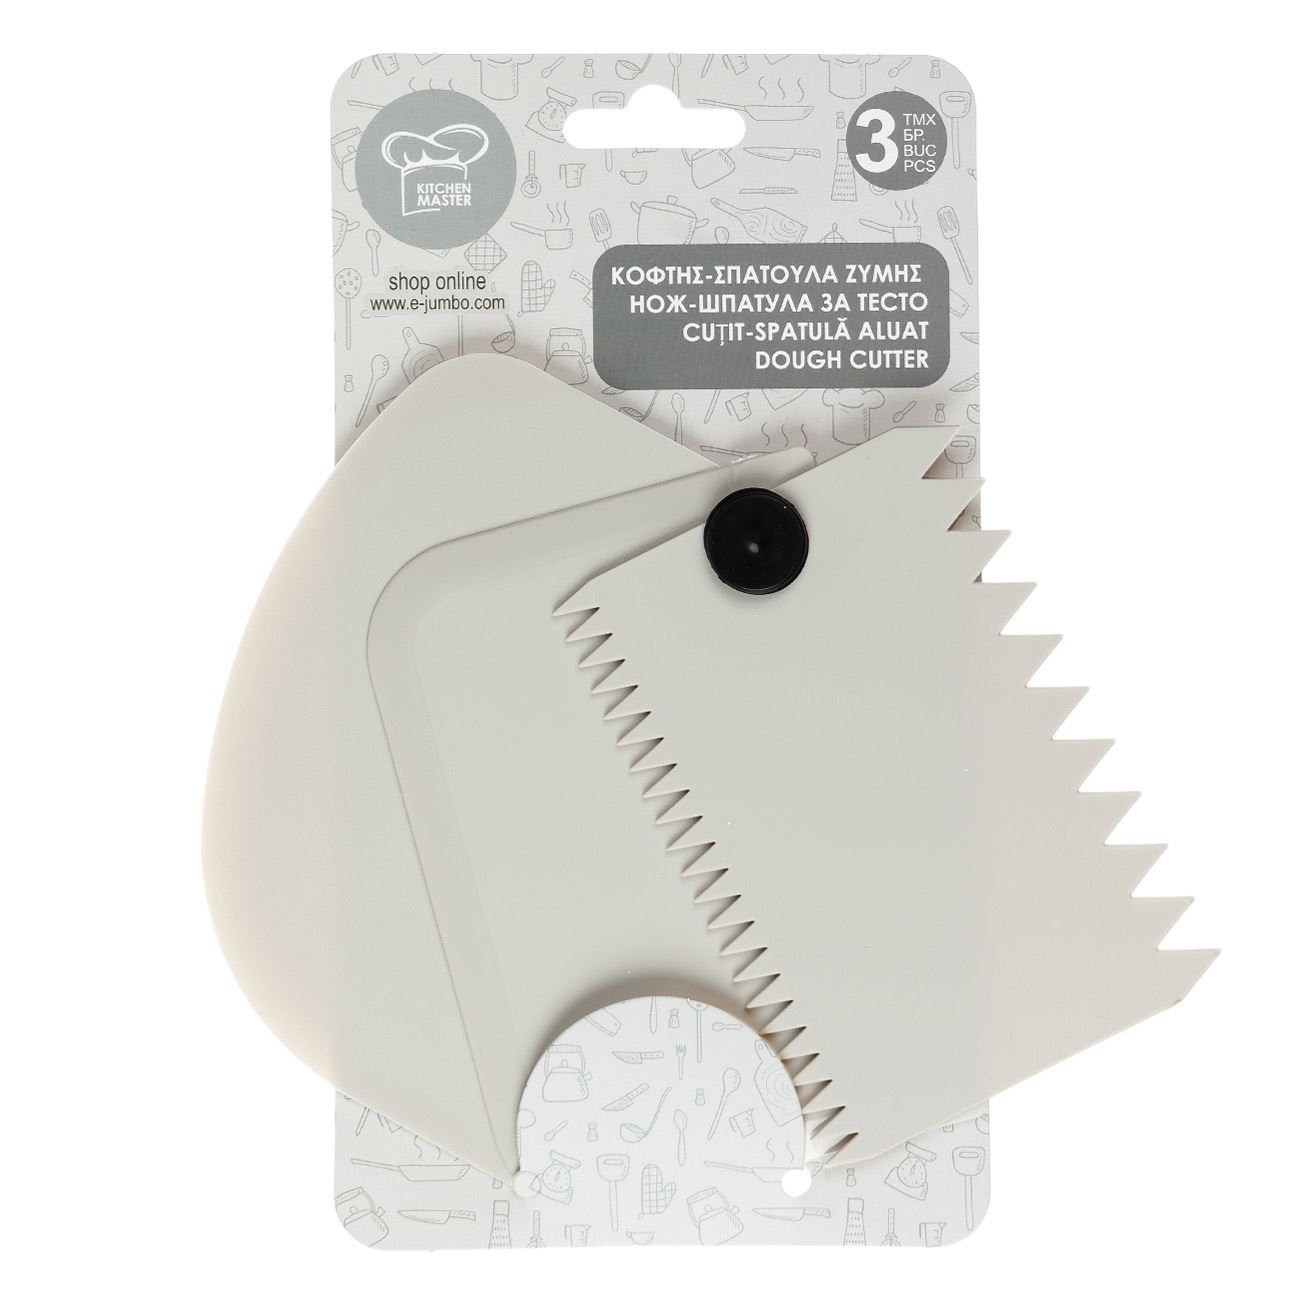 KITCHEN
MASTER
3
ΤΜΧ
БР.
BUC
PCS
shop online
www.e-jumbo.com
ΚΟΦΤΗΣ-ΣΠΑΤΟΥΛΑ ΖΥΜΗΣ
НОЖ-ШПАТУЛА ЗА ТЕСТО
CUȚIT-SPATULĂ ALUAT
DOUGH CUTTER